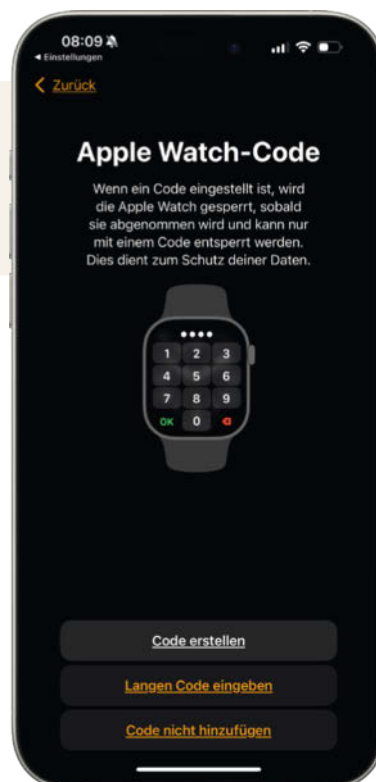 08:09
◀ Einstellungen
Zurück
Apple Watch-Code
Wenn ein Code eingestellt ist, wird
die Apple Watch gesperrt, sobald
sie abgenommen wird und kann nur
mit einem Code entsperrt werden.
Dies dient zum Schutz deiner Daten.
1 2 3
4 5 6
7 8 9
OK 0
Code erstellen
Langen Code eingeben
Code nicht hinzufügen